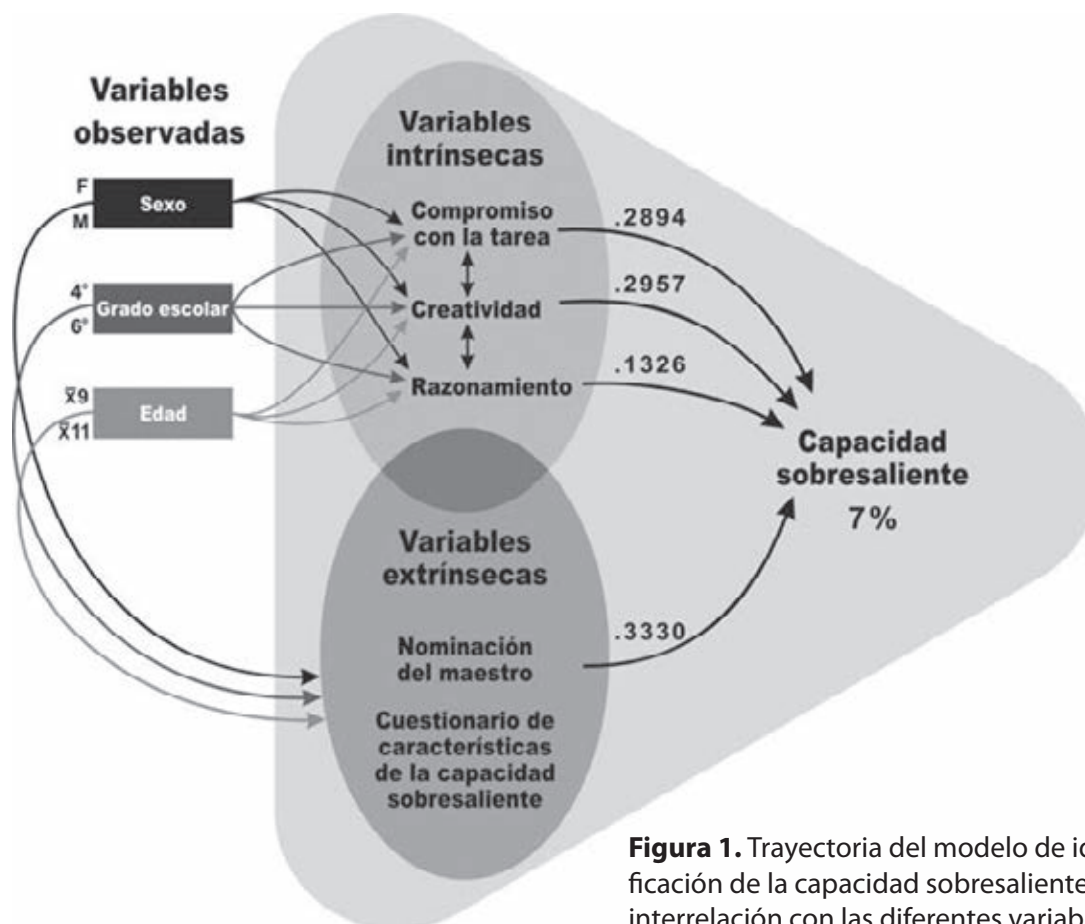 Variables
observadas
F
M
Sexo
4°
6°
Grado escolar
x̄9
x̄11
Edad
Variables
intrínsecas
Compromiso
con la tarea
Creatividad
Razonamiento
.2894
.2957
.1326
Capacidad
sobresaliente
7%
Variables
extrínsecas
Nominación
del maestro
.3330
Cuestionario de
características
de la capacidad
sobresaliente
Figura 1. Trayectoria del modelo de
ficación de la capacidad sobresaliente
interrelación con las diferentes